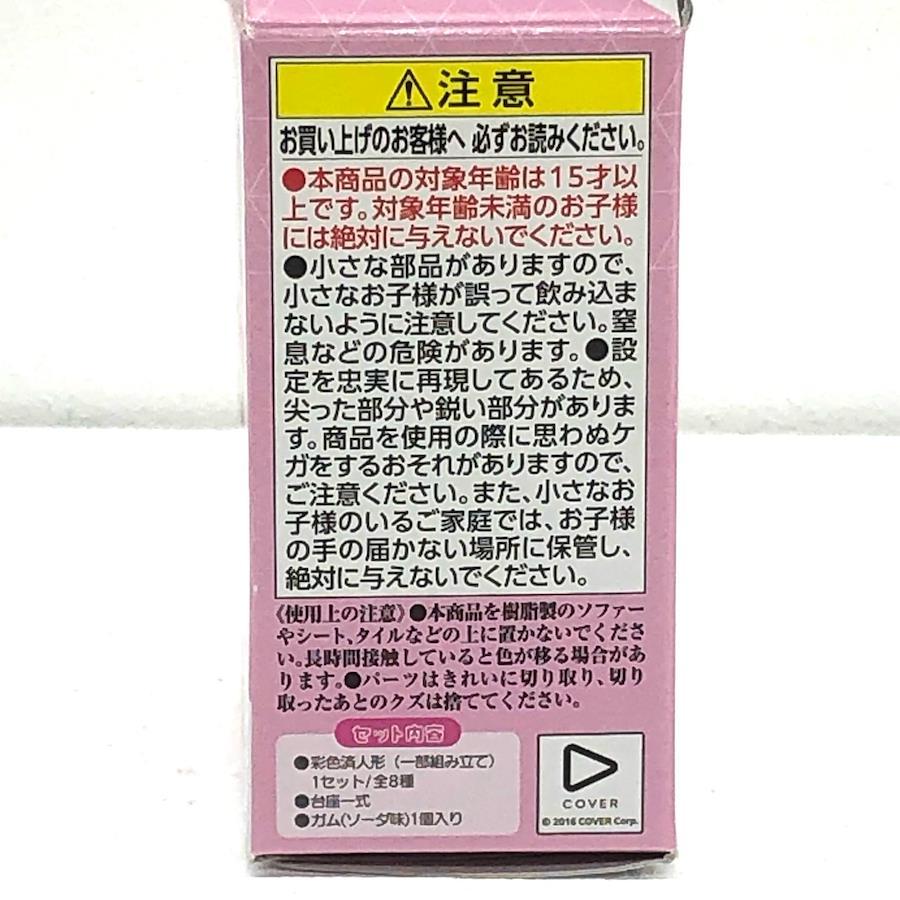 注意
お買い上げのお客様へ 必ずお読みください。
●本商品の対象年齢は15才以
上です。対象年齢未満のお子様
には絶対に与えないでください。
●小さな部品がありますので、
小さなお子様が誤って飲み込ま
ないように注意してください。窒
息などの危険があります。●設
定を忠実に再現してあるため、
尖った部分や鋭い部分がありま
す。商品を使用の際に思わぬケ
ガをするおそれがありますので、
ご注意ください。また、小さなお
子様のいるご家庭では、お子様
の手の届かない場所に保管し、
絶対に与えないでください。
《使用上の注意》●本商品を樹脂製のソファー
やシート、タイルなどの上に置かないでくださ
い。長時間接触していると色が移る場合があ
ります。●パーツはきれいに切り取り、切り
取ったあとのクズは捨ててください。
セット内容
●彩色済人形（一部組み立て）
1セット/全8種
●台座一式
●ガム(ソーダ味)1個入り
COVER
© 2016 COVER Corp.